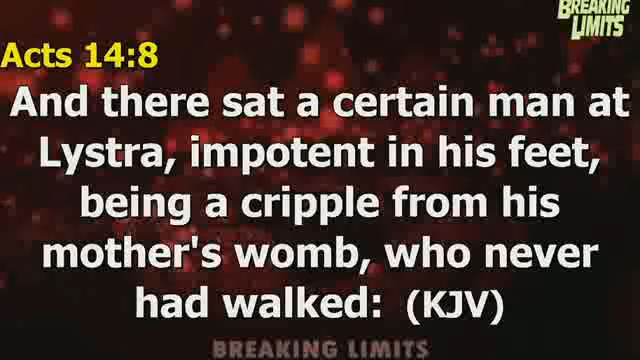 BREAKING
LIMITS
Acts 14:8
And there sat a certain man at
Lystra, impotent in his feet,
being a cripple from his
mother's womb, who never
had walked: (KJV)
BREAKING LIMITS